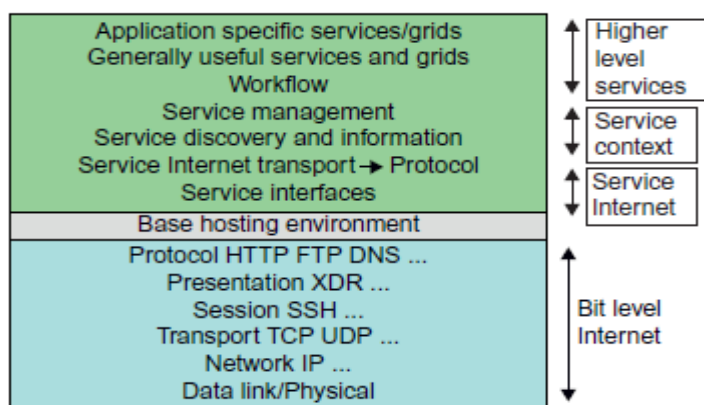 Application specific services/grids
Generally useful services and grids
Workflow
Service management
Service discovery and information
Service Internet transport → Protocol
Service interfaces
Base hosting environment
Protocol HTTP FTP DNS ...
Presentation XDR ...
Session SSH ...
Transport TCP UDP ...
Network IP ...
Data link/Physical
Higher
level
services
Service
context
Service
Internet
Bit level
Internet